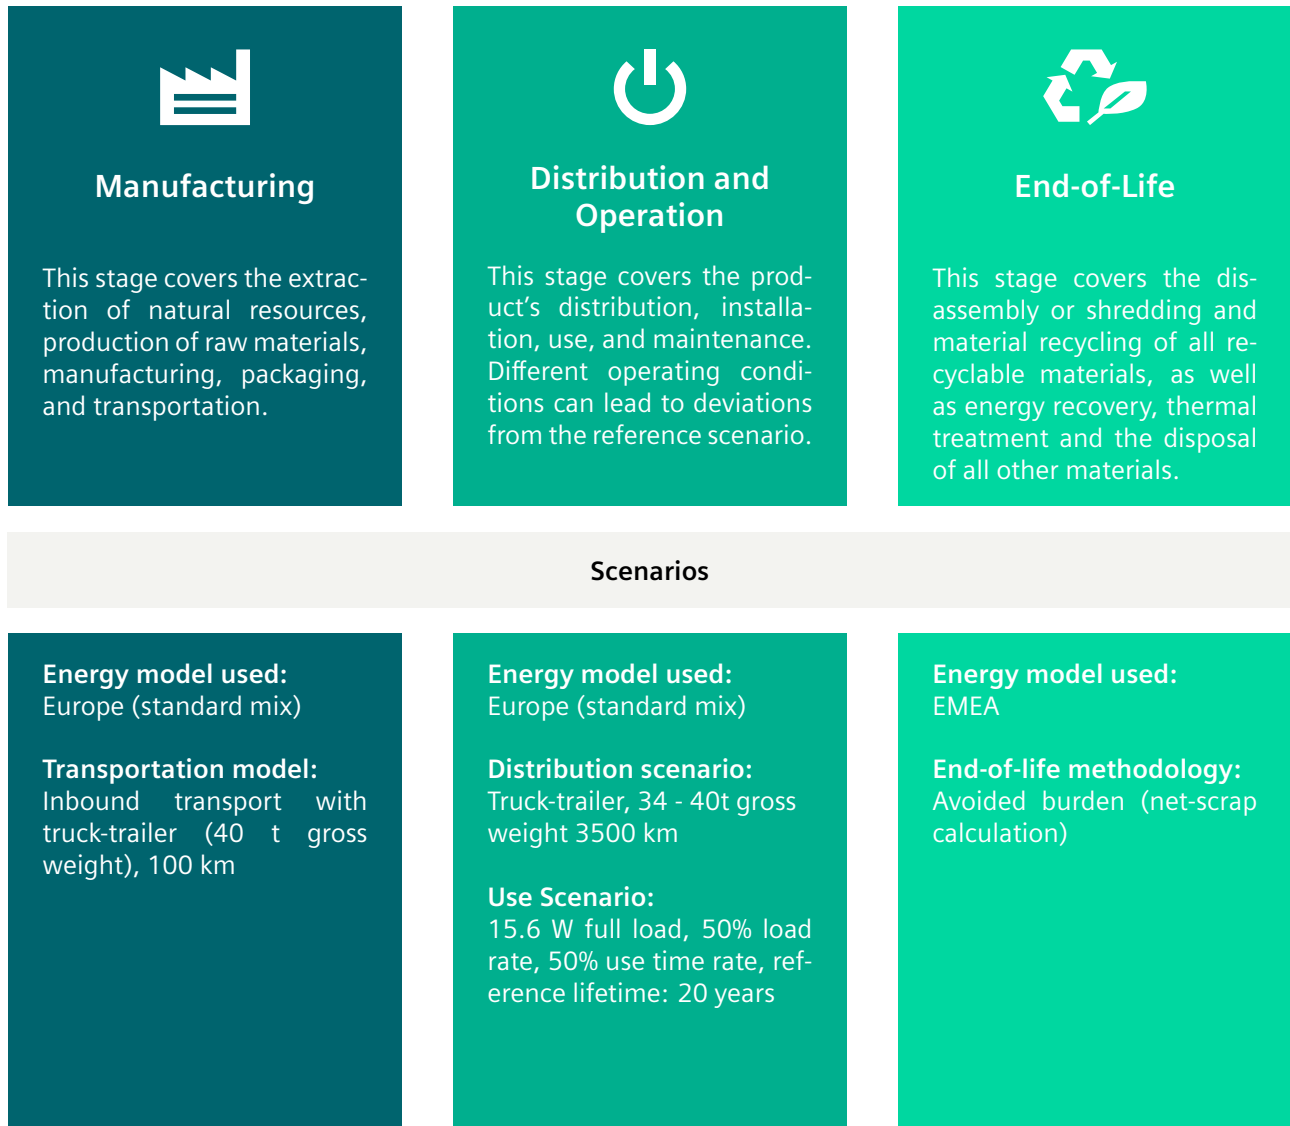 Manufacturing
This stage covers the extrac-
tion of natural resources,
production of raw materials,
manufacturing, packaging,
and transportation.
Distribution and
Operation
This stage covers the prod-
uct's distribution, installa-
tion, use, and maintenance.
Different operating condi-
tions can lead to deviations
from the reference scenario.
End-of-Life
This stage covers the dis-
assembly or shredding and
material recycling of all re-
cyclable materials, as well
as energy recovery, thermal
treatment and the disposal
of all other materials.
Scenarios
Energy model used:
Europe (standard mix)
Transportation model:
Inbound transport with
truck-trailer (40 t gross
weight), 100 km
Energy model used:
Europe (standard mix)
Distribution scenario:
Truck-trailer, 34 - 40t gross
weight 3500 km
Use Scenario:
15.6 W full load, 50% load
rate, 50% use time rate, ref-
erence lifetime: 20 years
Energy model used:
EMEA
End-of-life methodology:
Avoided burden (net-scrap
calculation)